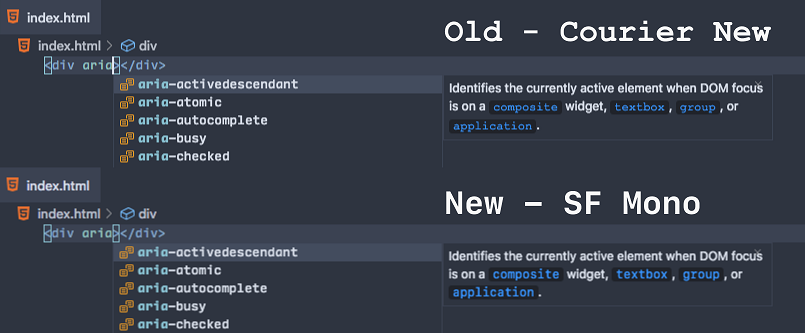 index.html
Old - Courier New
index.html > div
<div aria></div>
aria-activedescendant
aria-atomic
aria-autocomplete
aria-busy
aria-checked
Identifies the currently active element when DOM focus
is on a composite widget, textbox, group, or
application.
index.html
New – SF Mono
index.html > div
<div aria></div>
aria-activedescendant
aria-atomic
aria-autocomplete
aria-busy
aria-checked
Identifies the currently active element when DOM focus
is on a composite widget, textbox, group, or
application.